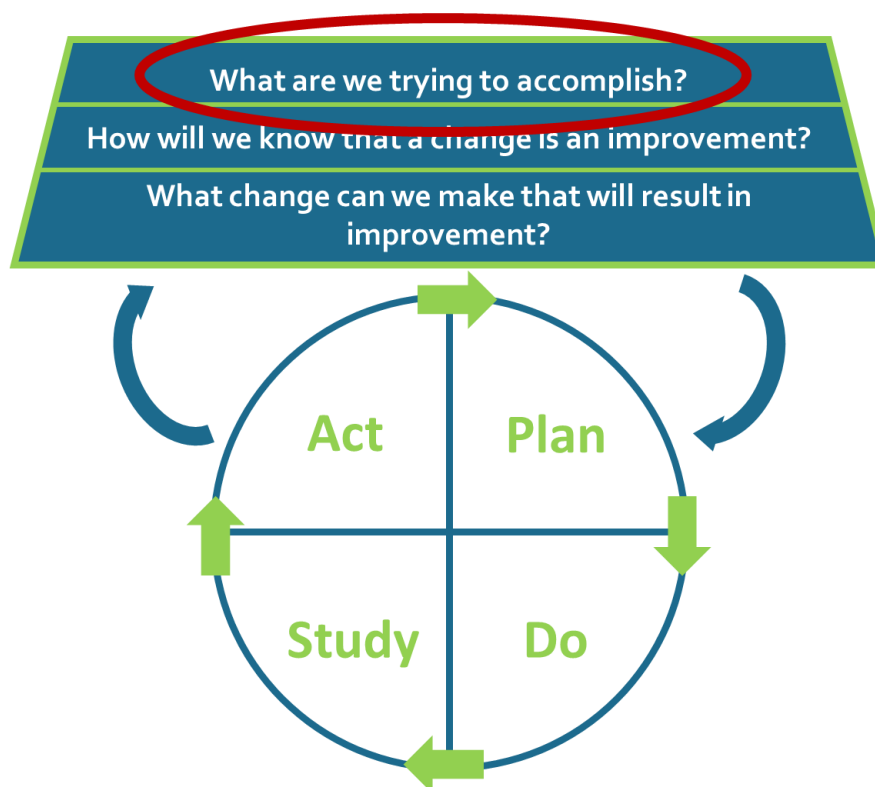 What are we trying to accomplish?
How will we know that a change is an improvement?
What change can we make that will result in
improvement?
Act
Plan
Study
Do